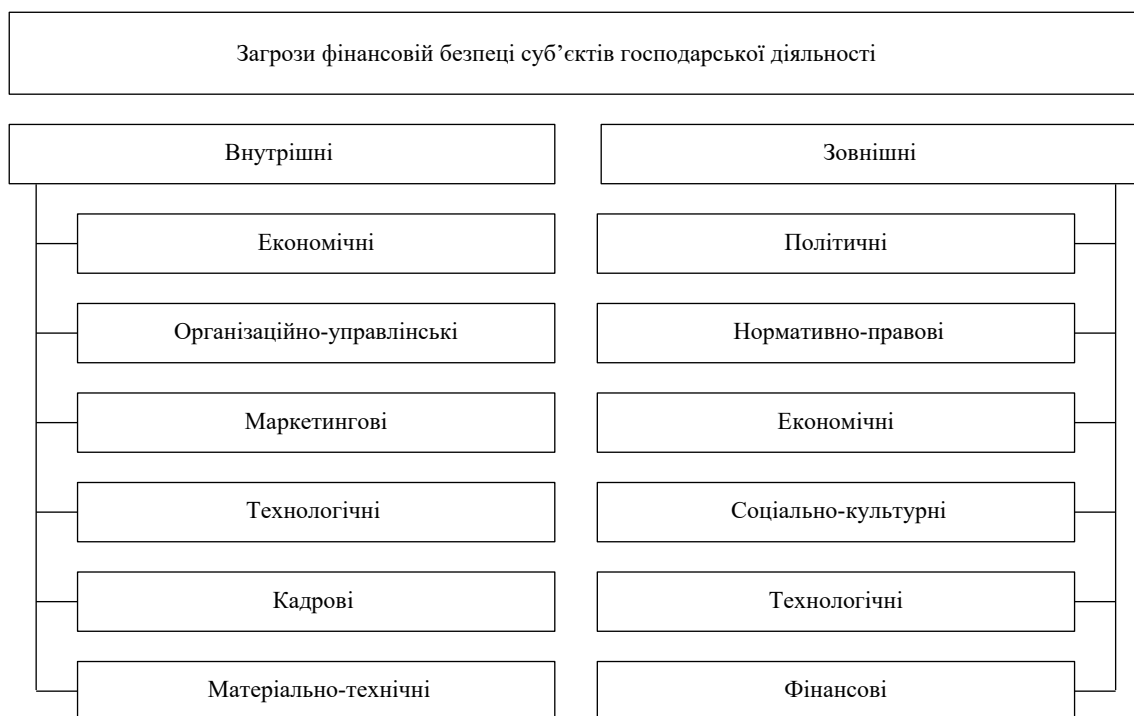 Загрози фінансовій безпеці суб’єктів господарської діяльності
Внутрішні
Зовнішні
Економічні
Політичні
Організаційно-управлінські
Нормативно-правові
Маркетингові
Економічні
Технологічні
Соціально-культурні
Кадрові
Технологічні
Матеріально-технічні
Фінансові